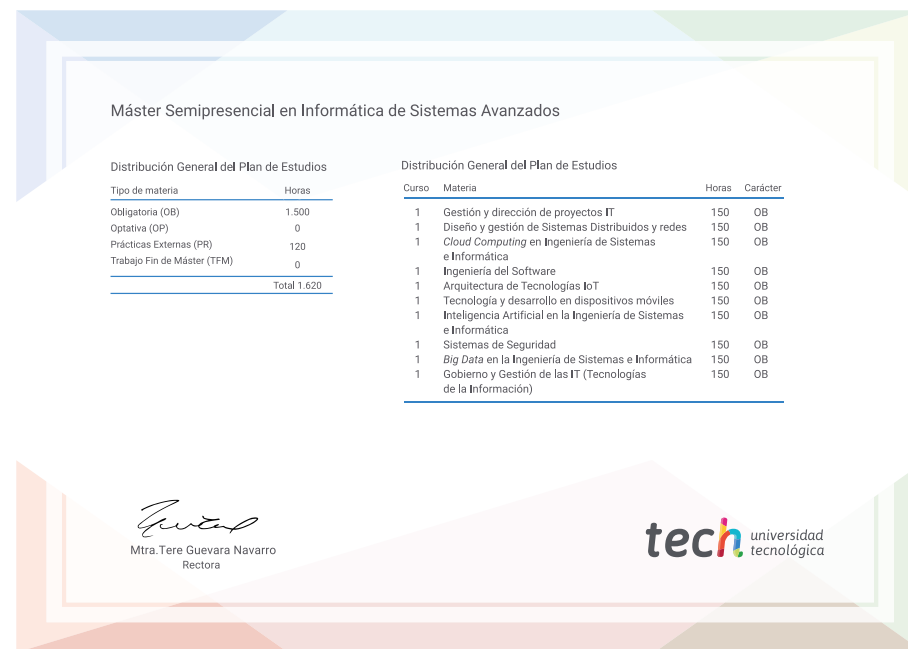 Máster Semipresencial en Informática de Sistemas Avanzados
Distribución General del Plan de Estudios
Tipo de materia Horas
Obligatoria (OB) 1.500
Optativa (OP) 0
Prácticas Externas (PR) 120
Trabajo Fin de Máster (TFM) 0
Total 1.620
Distribución General del Plan de Estudios
Curso Materia Horas Carácter
1 Gestión y dirección de proyectos IT 150 OB
1 Diseño y gestión de Sistemas Distribuidos y redes 150 OB
1 Cloud Computing en Ingeniería de Sistemas 150 OB
e Informática
1 Ingeniería del Software 150 OB
1 Arquitectura de Tecnologías IoT 150 OB
1 Tecnología y desarrollo en dispositivos móviles 150 OB
1 Inteligencia Artificial en la Ingeniería de Sistemas 150 OB
e Informática
1 Sistemas de Seguridad 150 OB
1 Big Data en la Ingeniería de Sistemas e Informática 150 OB
1 Gobierno y Gestión de las IT (Tecnologías 150 OB
de la Información)
Mtra.Tere Guevara Navarro
Rectora
tech universidad
tecnológica